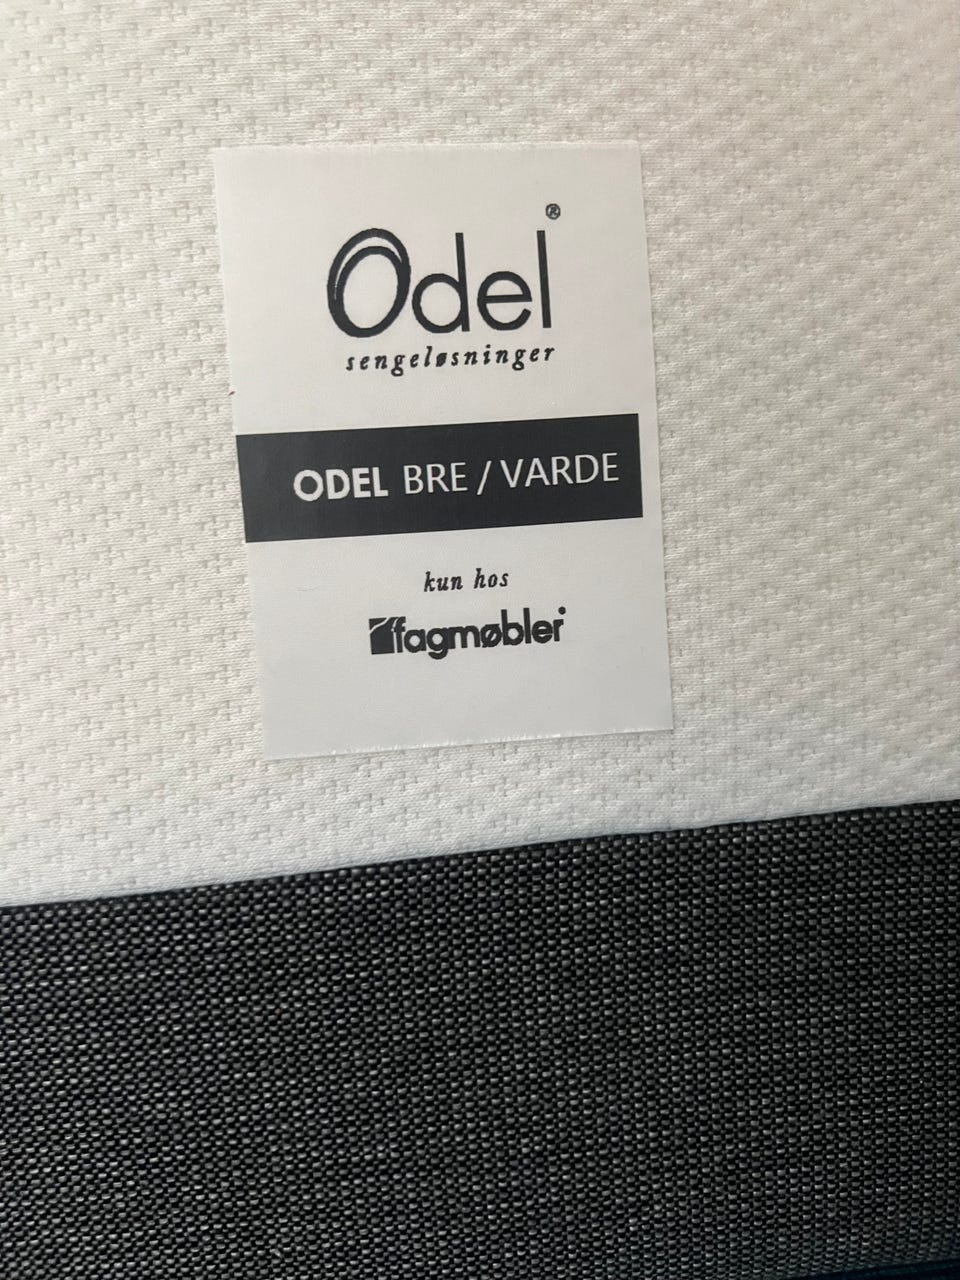 Odel®
sengeløsninger
ODEL BRE / VARDE
kun hos
fagmøbler